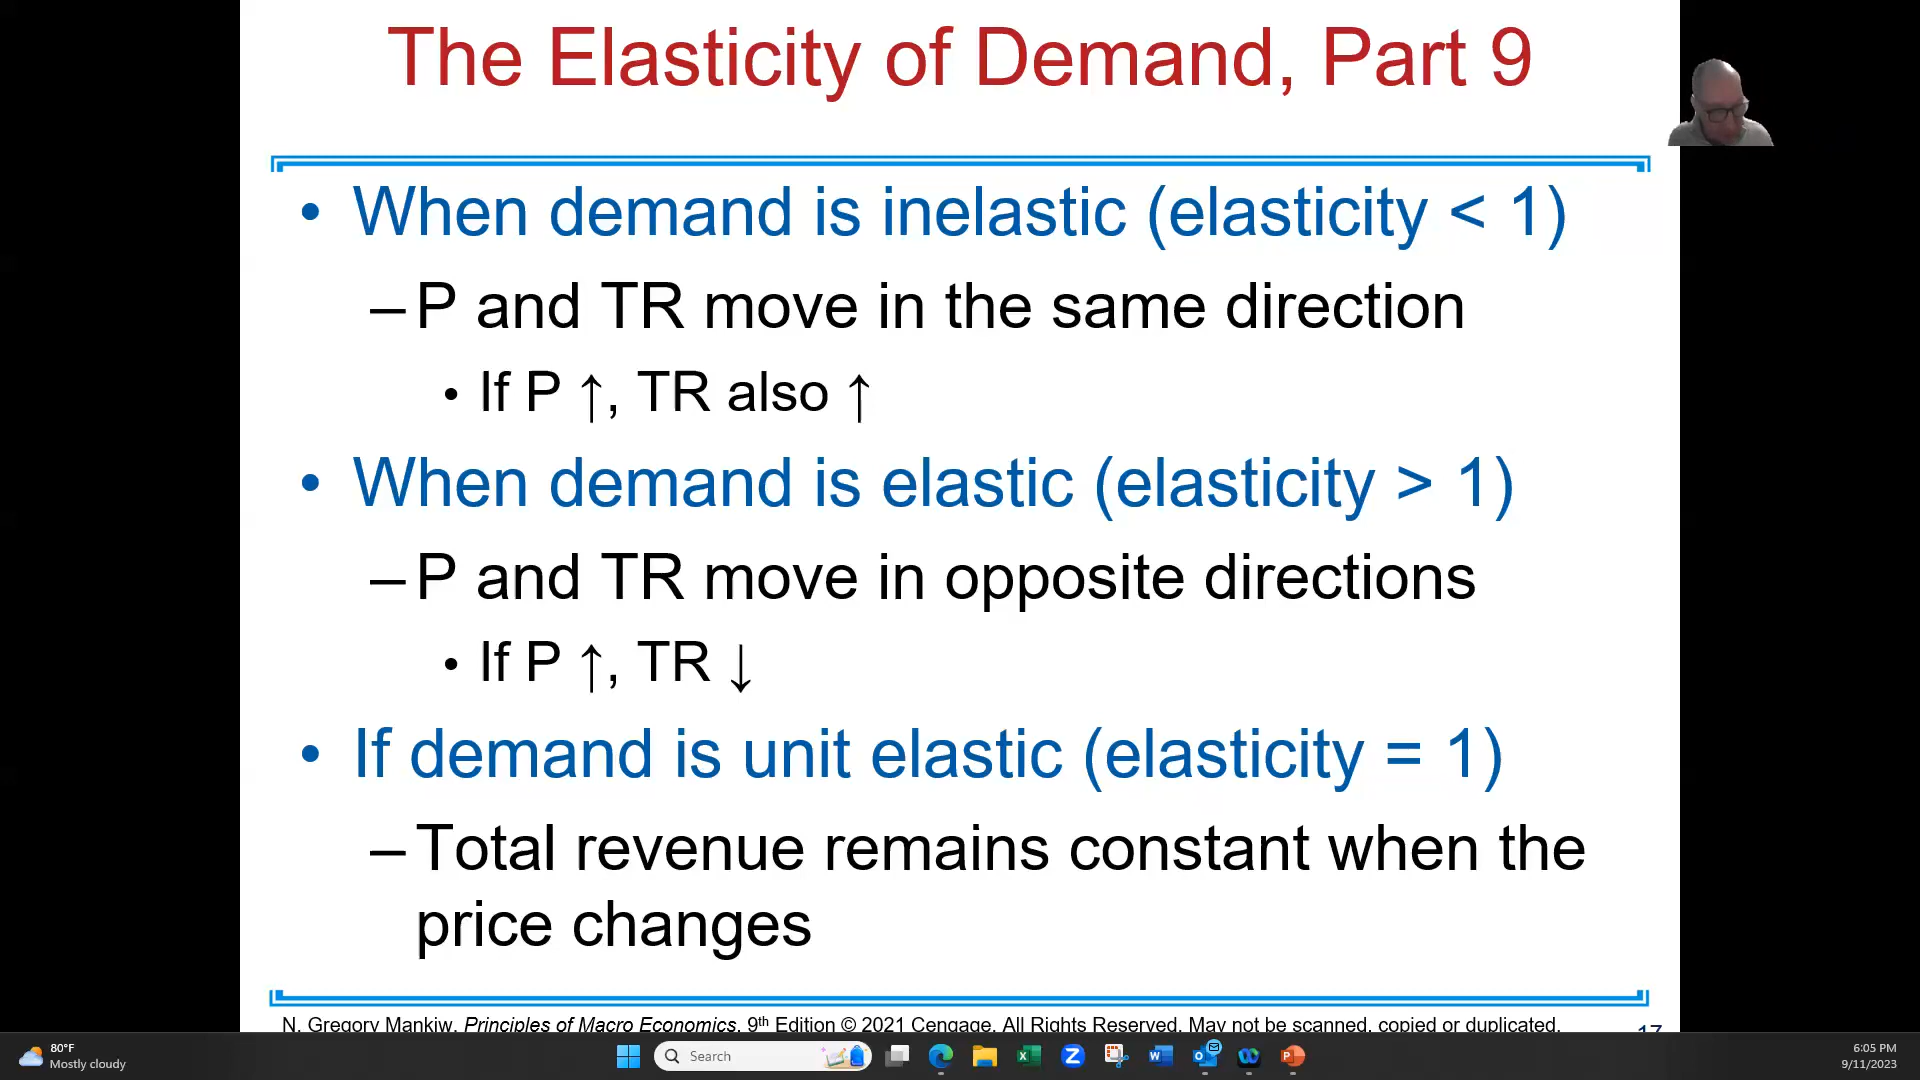 The Elasticity of Demand, Part 9
• When demand is inelastic (elasticity < 1)
– P and TR move in the same direction
• If P ↑, TR also ↑
• When demand is elastic (elasticity > 1)
– P and TR move in opposite directions
• If P ↑, TR ↓
• If demand is unit elastic (elasticity = 1)
– Total revenue remains constant when the
price changes
N. Gregory Mankiw, Principles of Macro Economics, 9th Edition © 2021 Cengage. All Rights Reserved. May not be scanned, copied or duplicated,
17
80°F
Mostly cloudy
Search
6:05 PM
9/11/2023